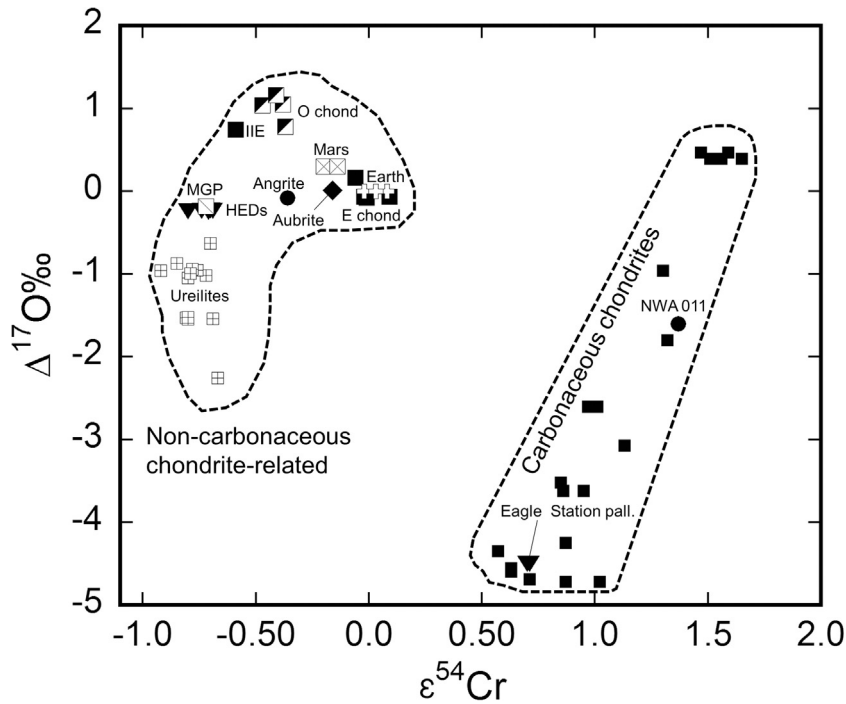 2
1
0
-1
-2
-3
-4
-5
Δ17O‰
O chond
IIE
Mars
Earth
MGP
Angrite
HEDs
Aubrite
E chond
Ureilites
Non-carbonaceous
chondrite-related
Carbonaceous chondrites
NWA 011
Eagle Station pall.
-1.0 -0.50 0.0 0.50 1.0 1.5 2.0
ε54Cr